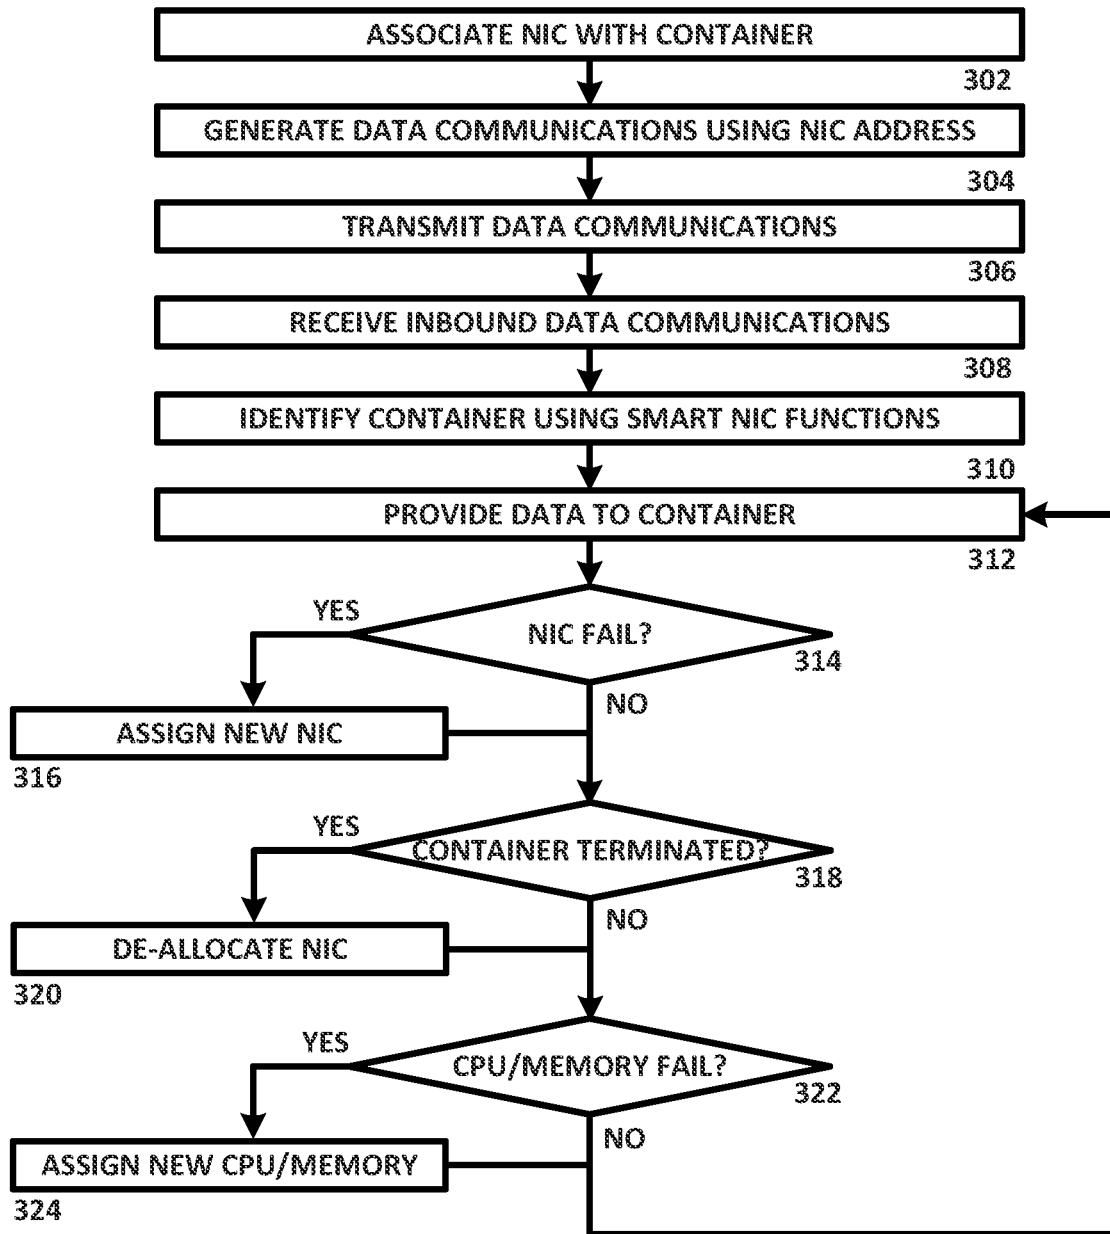 ASSOCIATE NIC WITH CONTAINER
302
GENERATE DATA COMMUNICATIONS USING NIC ADDRESS
304
TRANSMIT DATA COMMUNICATIONS
306
RECEIVE INBOUND DATA COMMUNICATIONS
308
IDENTIFY CONTAINER USING SMART NIC FUNCTIONS
310
PROVIDE DATA TO CONTAINER
312
YES
NIC FAIL?
314
NO
ASSIGN NEW NIC
316
YES
CONTAINER TERMINATED?
318
NO
DE-ALLOCATE NIC
320
YES
CPU/MEMORY FAIL?
322
NO
ASSIGN NEW CPU/MEMORY
324